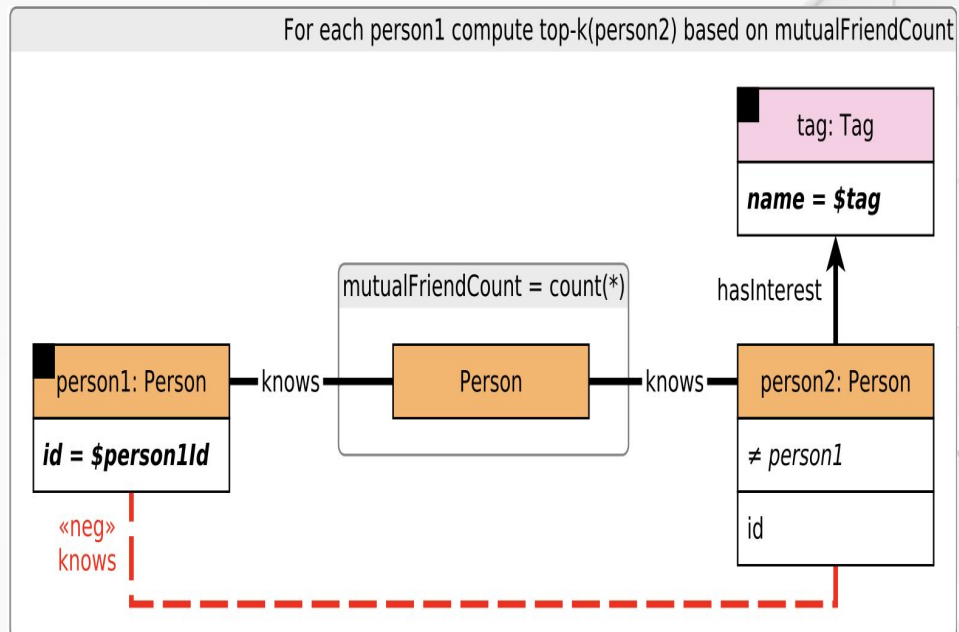 For each person1 compute top-k(person2) based on mutualFriendCount
tag: Tag
name = $tag
hasInterest
mutualFriendCount = count(*)
person1: Person
knows
Person
knows
person2: Person
id = $person1Id
≠ person1
id
«neg»
knows